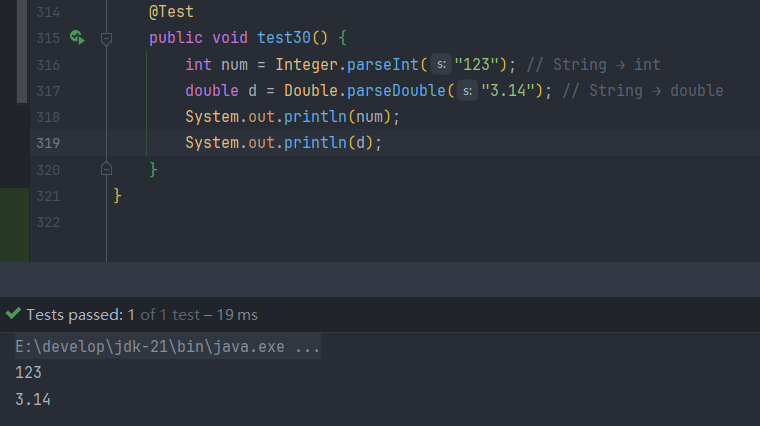 314 @Test
315 public void test30() {
316 int num = Integer.parseInt( s: "123"); // String → int
317 double d = Double.parseDouble( s: "3.14"); // String → double
318 System.out.println(num);
319 System.out.println(d);
320 }
321 }
322
Tests passed: 1 of 1 test – 19 ms
E:\develop\jdk-21\bin\java.exe ...
123
3.14